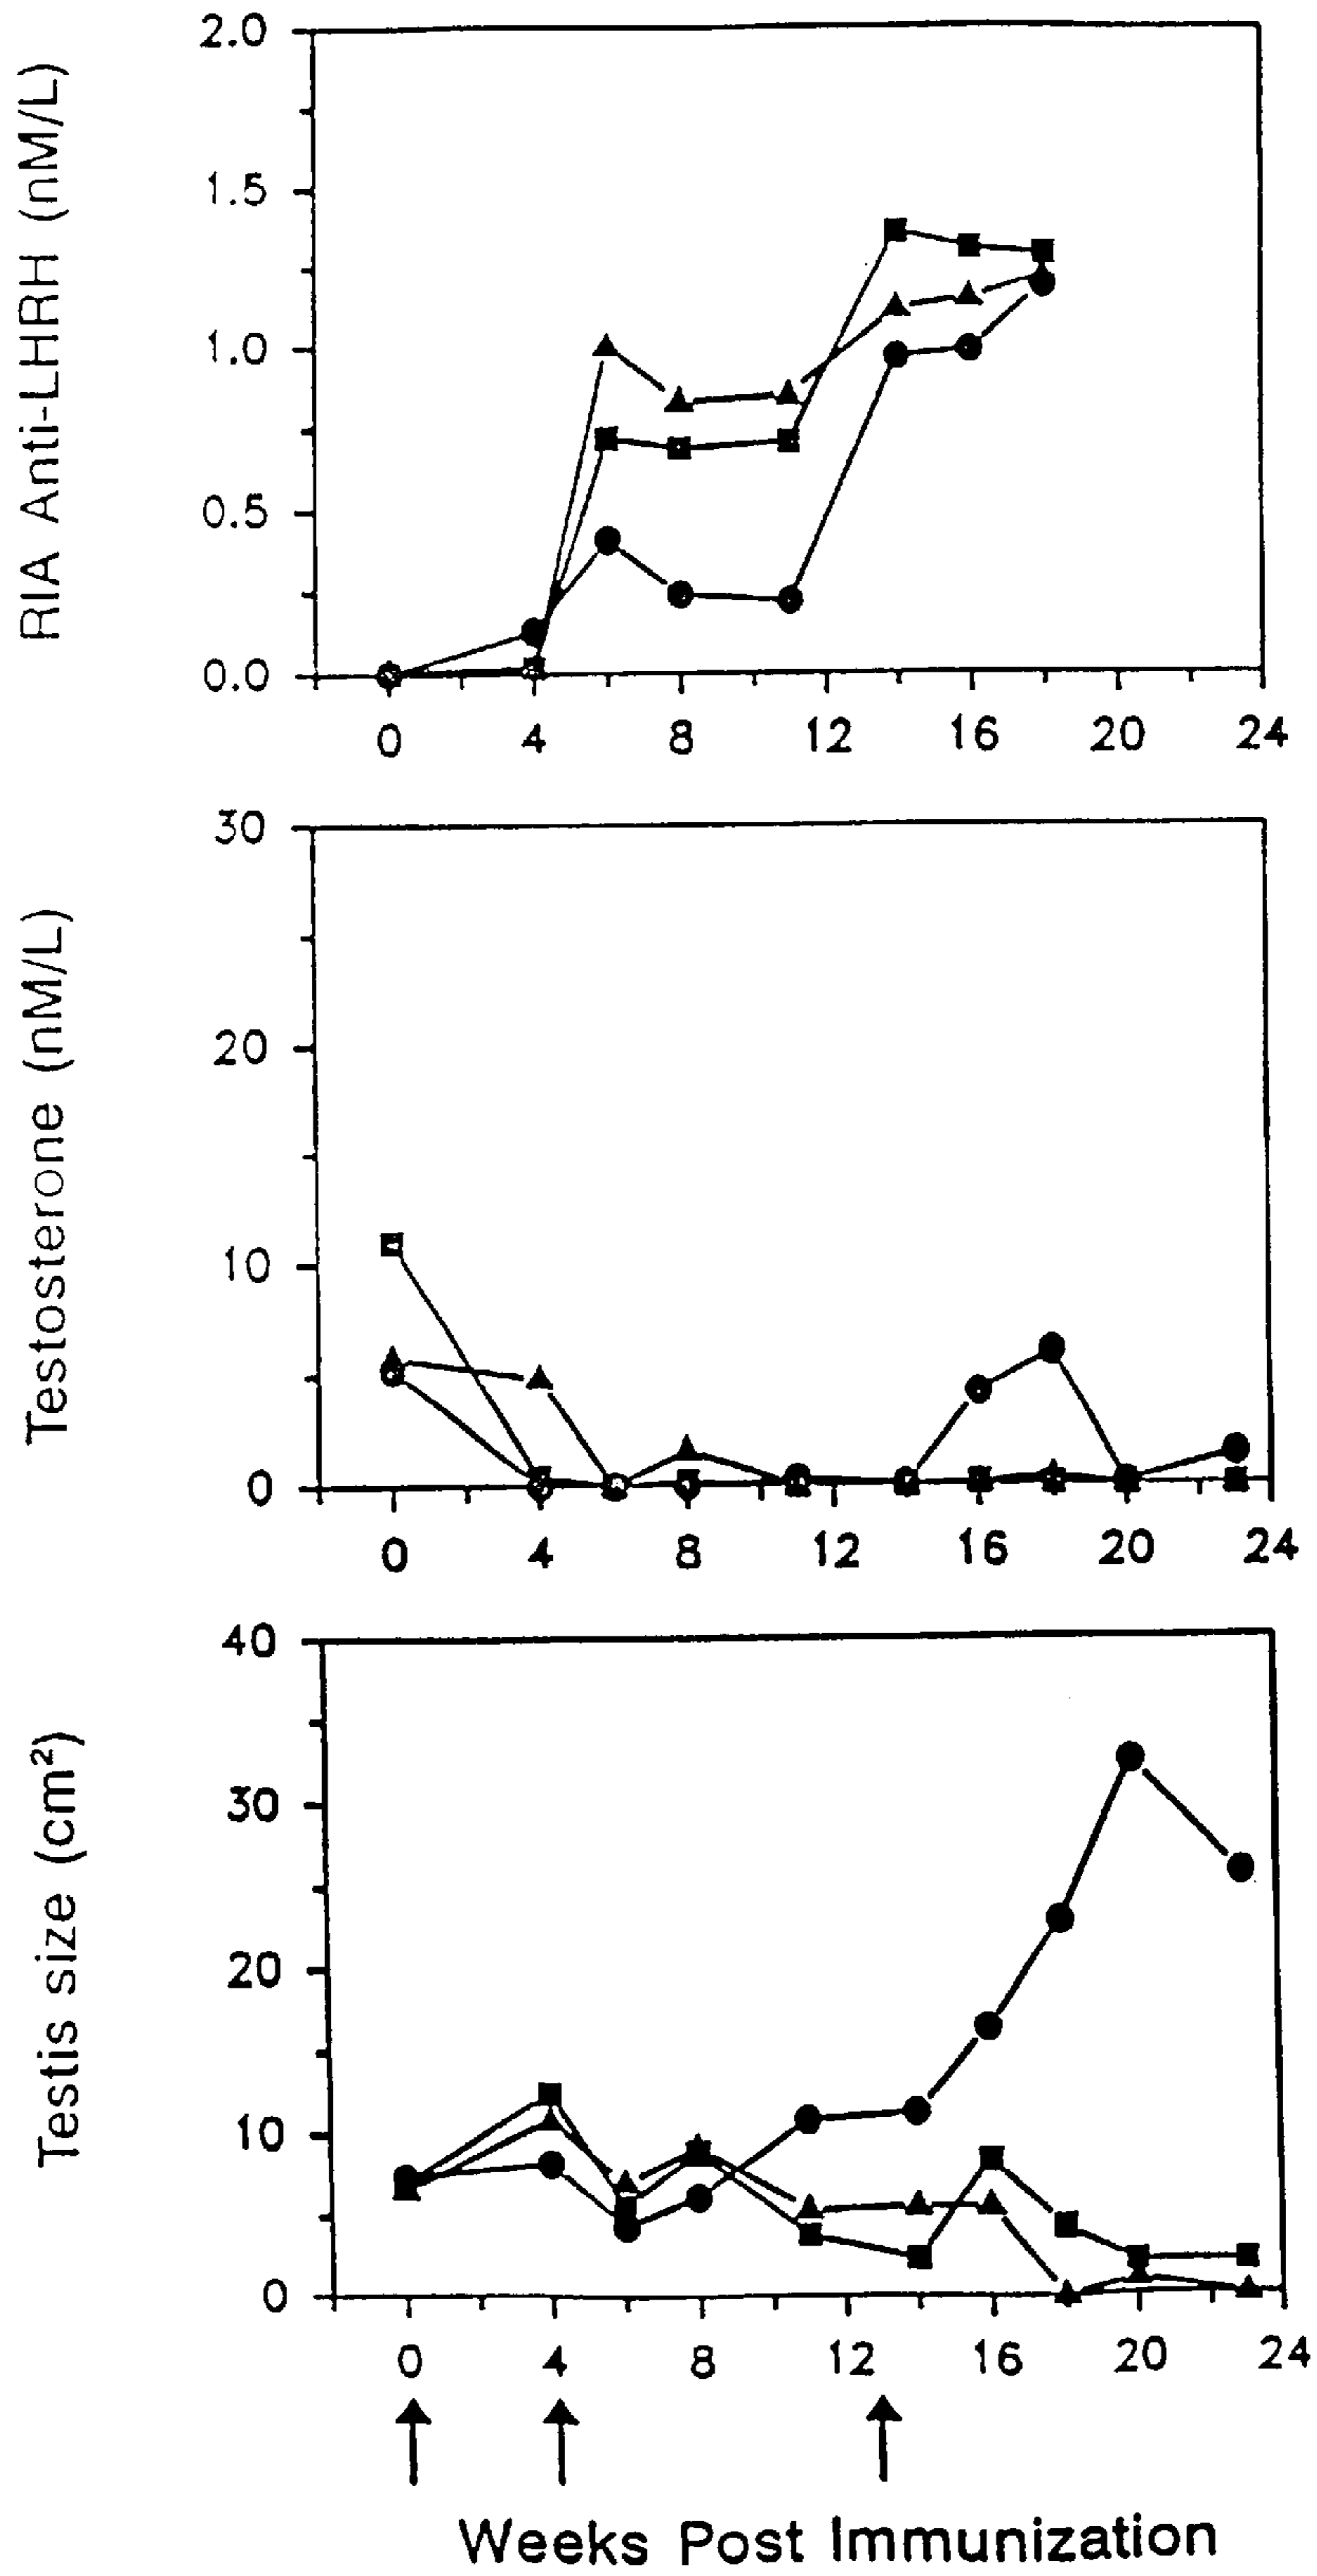 RIA Anti-LHRH (nM/L)
2.0
1.5
1.0
0.5
0.0
0 4 8 12 16 20 24
Testosterone (nM/L)
30
20
10
0
0 4 8 12 16 20 24
Testis size (cm²)
40
30
20
10
0
0 4 8 12 16 20 24
Weeks Post Immunization